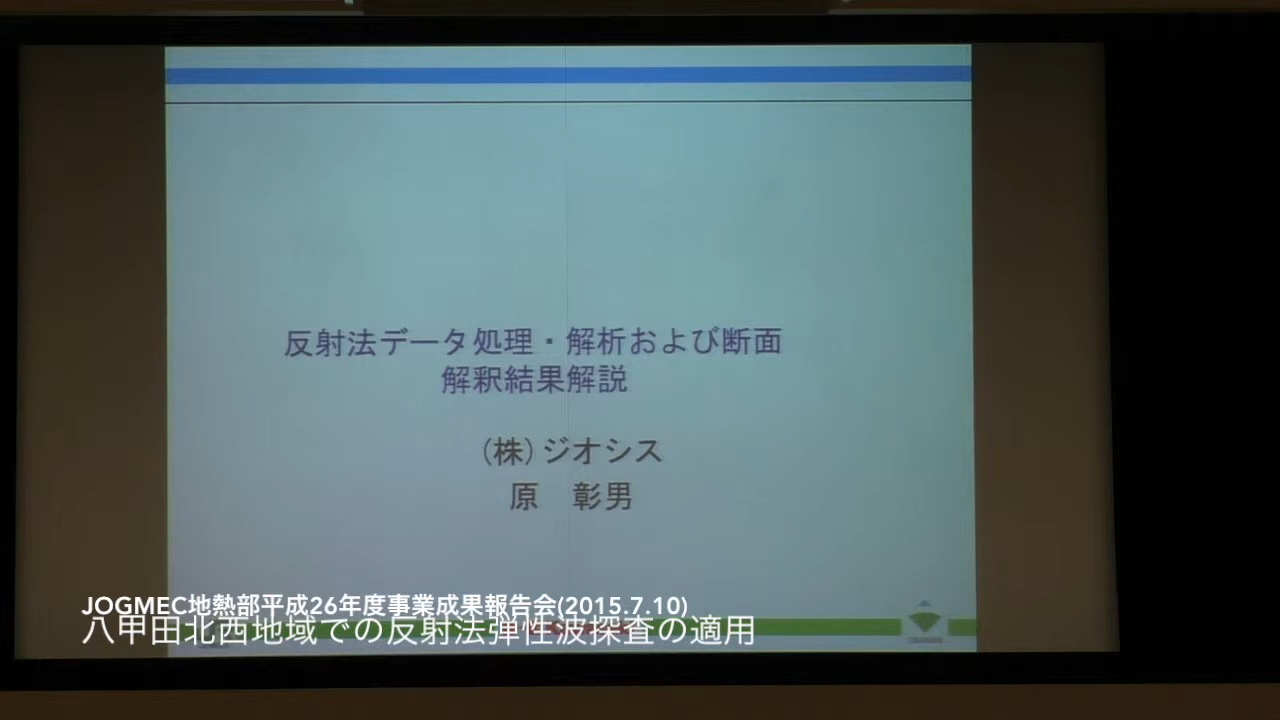 反射法データ処理・解析および断面
解釈結果解説
(株)ジオシス
原　彰男
JOGMEC地熱部平成26年度事業成果報告会(2015.7.10)
八甲田北西地域での反射法弾性波探査の適用